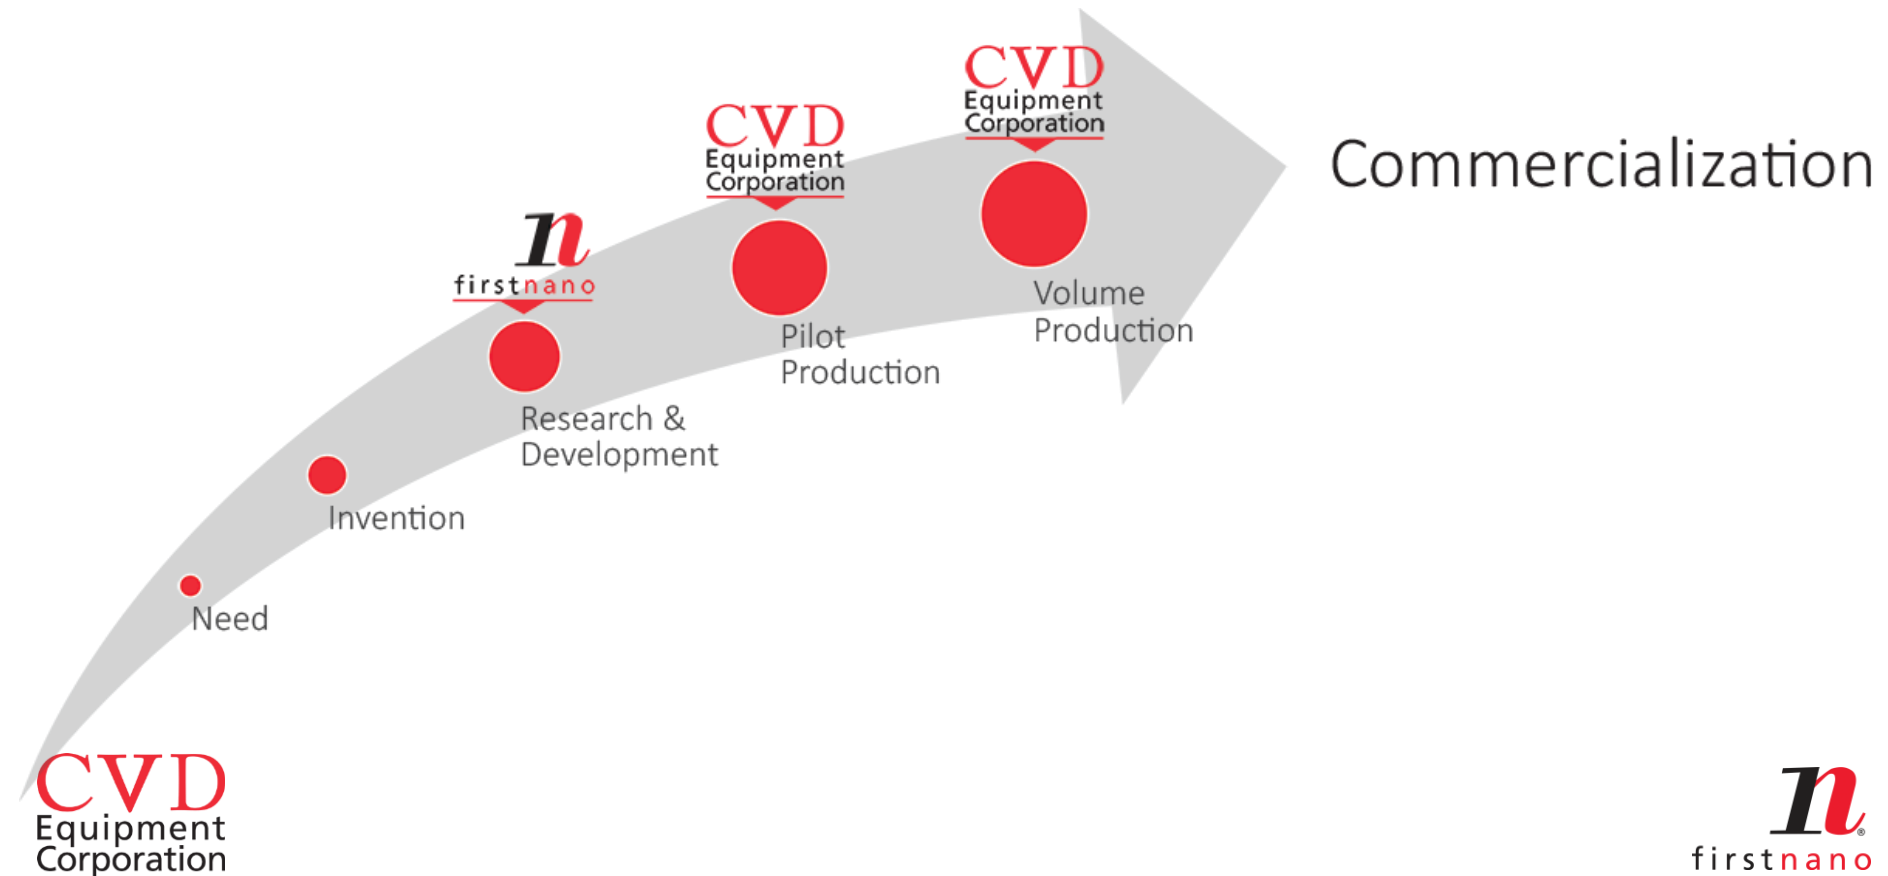 CVD
Equipment
Corporation
CVD
Equipment
Corporation
Commercialization
n
firstnano
Volume
Production
Pilot
Production
Research &
Development
Invention
Need
CVD
Equipment
Corporation
n®
firstnano